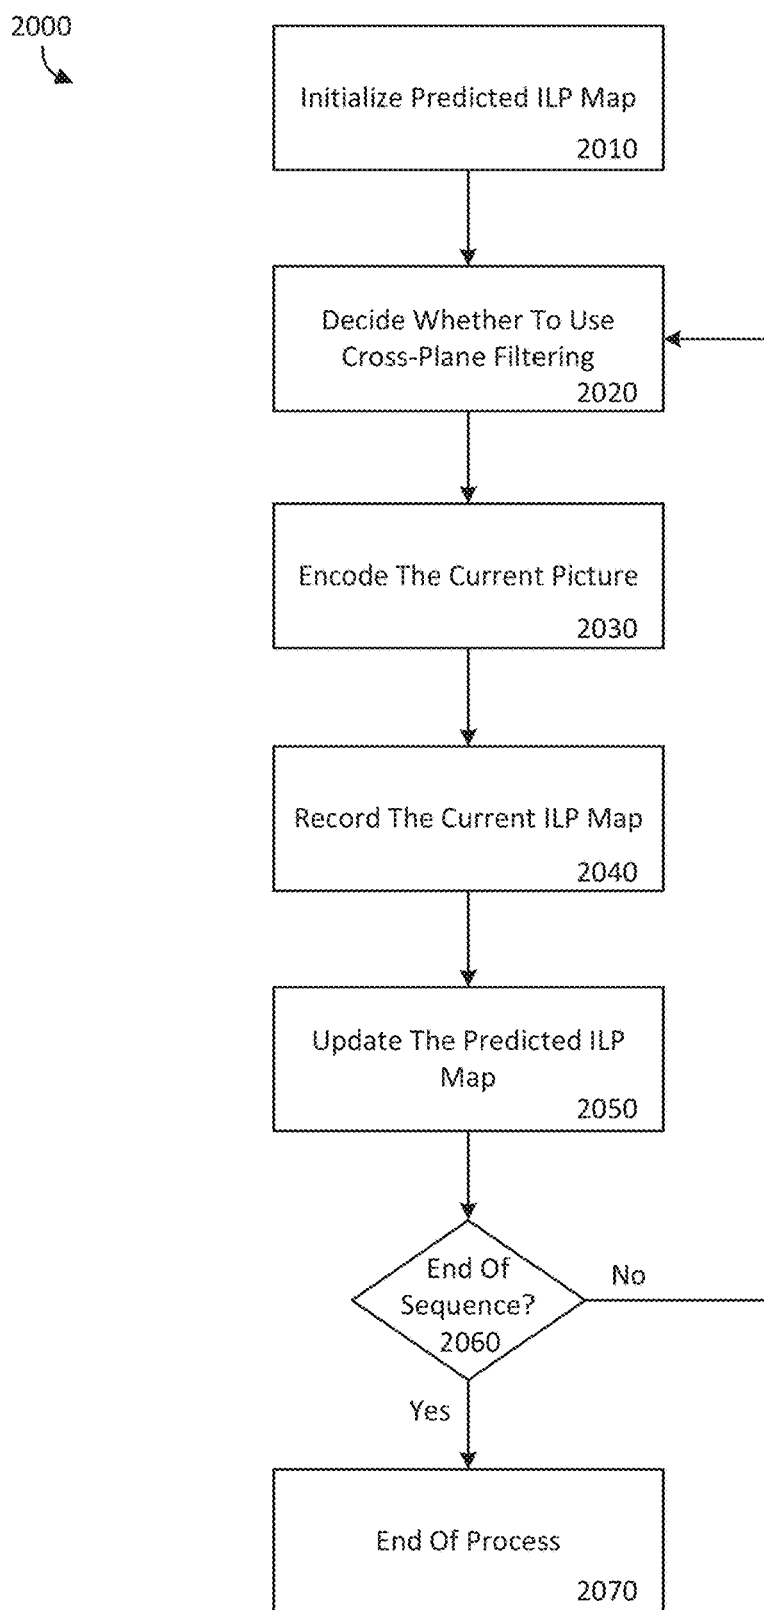 2000
Initialize Predicted ILP Map
2010
Decide Whether To Use
Cross-Plane Filtering
2020
Encode The Current Picture
2030
Record The Current ILP Map
2040
Update The Predicted ILP
Map
2050
End Of
Sequence?
2060
No
Yes
End Of Process
2070